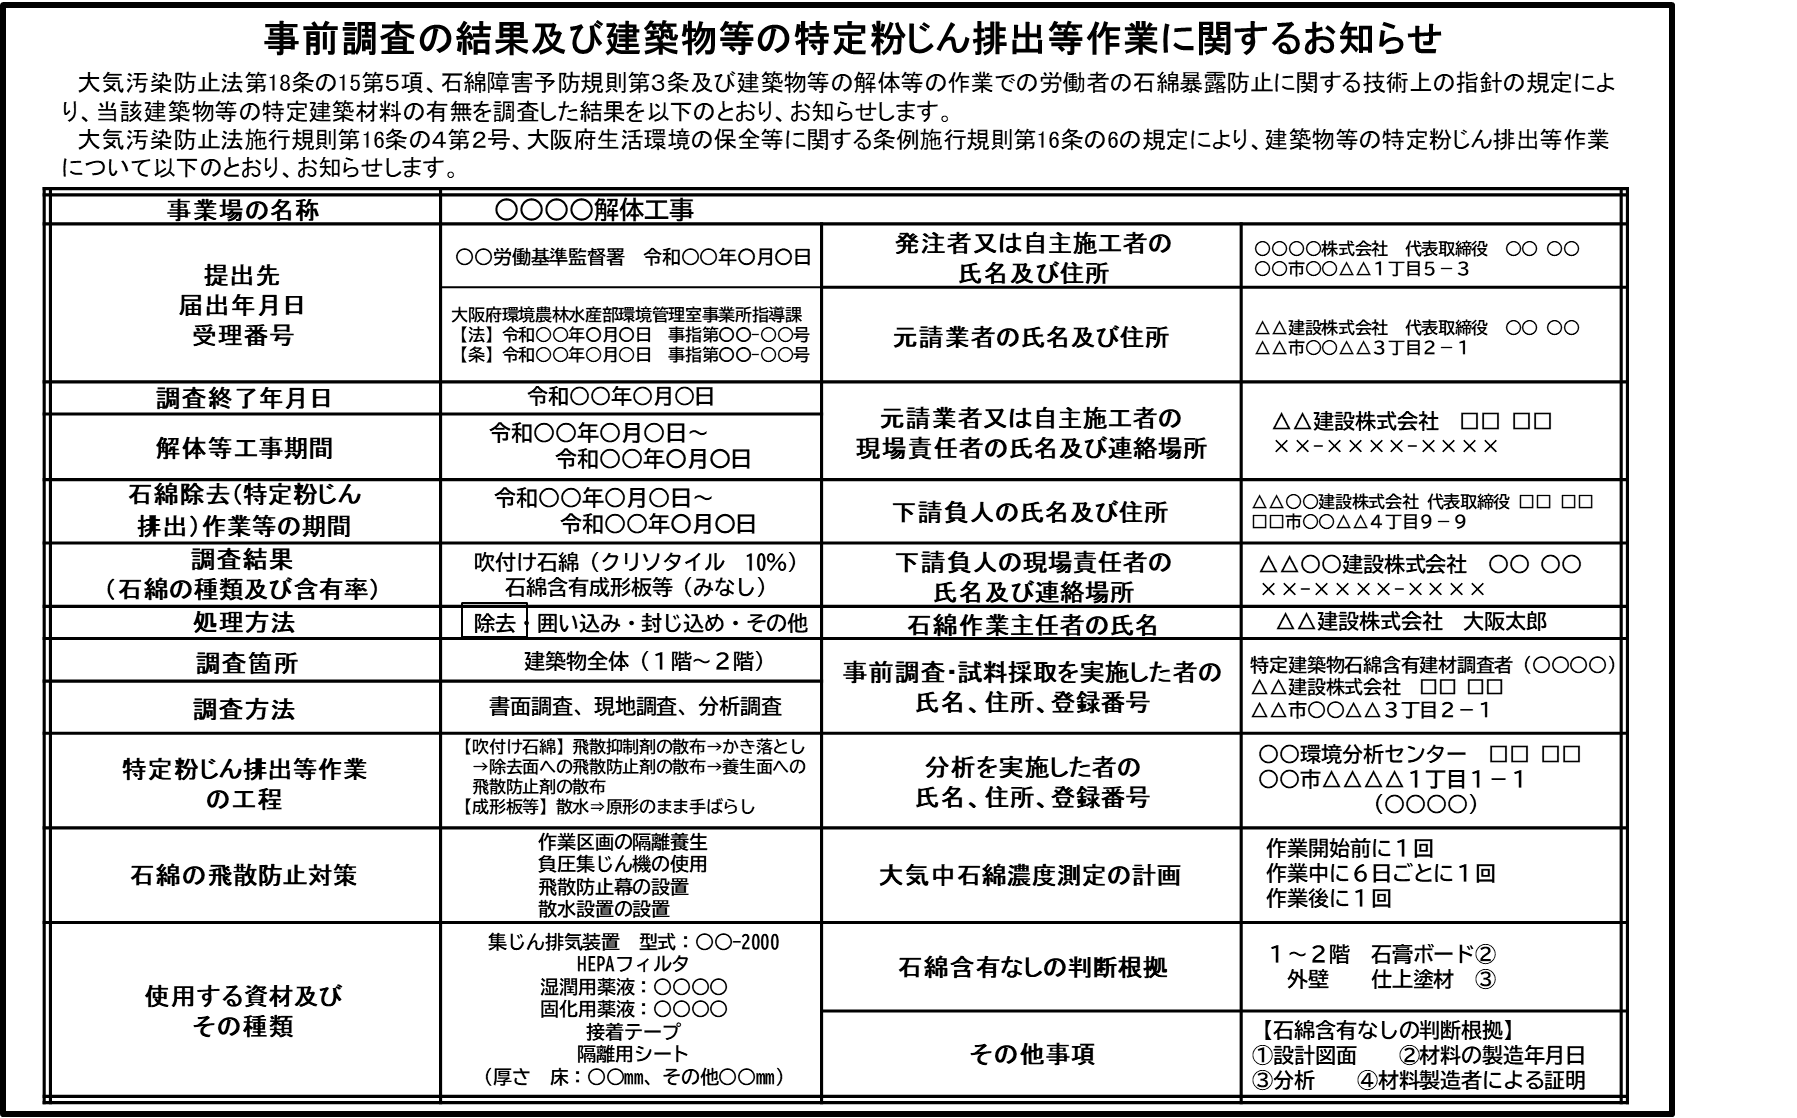 事前調査の結果及び建築物等の特定粉じん排出等作業に関するお知らせ
大気汚染防止法第18条の15第5項、石綿障害予防規則第3条及び建築物等の解体等の作業での労働者の石綿暴露防止に関する技術上の指針の規定によ
り、当該建築物等の特定建築材料の有無を調査した結果を以下のとおり、お知らせします。
大気汚染防止法施行規則第16条の4第2号、大阪府生活環境の保全等に関する条例施行規則第16条の6の規定により、建築物等の特定粉じん排出等作業
について以下のとおり、お知らせします。
事業場の名称
○○○○解体工事
提出先
届出年月日
受理番号
○○労働基準監督署　令和○○年○月○日
大阪府環境農林水産部環境管理室事業所指導課
【法】令和○○年○月○日　事指第○○-○○号
【条】令和○○年○月○日　事指第○○-○○号
発注者又は自主施工者の
氏名及び住所
○○○○株式会社　代表取締役　○○ ○○
○○市○○△△１丁目５－３
元請業者の氏名及び住所
△△建設株式会社　代表取締役　○○ ○○
△△市○○△△３丁目２－１
調査終了年月日
令和○○年○月○日
解体等工事期間
令和○○年○月○日～
令和○○年○月○日
元請業者又は自主施工者の
現場責任者の氏名及び連絡場所
△△建設株式会社　□□ □□
××-××××-××××
石綿除去（特定粉じん
排出）作業等の期間
令和○○年○月○日～
令和○○年○月○日
下請負人の氏名及び住所
△△○○建設株式会社 代表取締役 □□ □□
□□市○○△△４丁目９－９
調査結果
（石綿の種類及び含有率）
吹付け石綿（クリソタイル　10%）
石綿含有成形板等（みなし）
下請負人の現場責任者の
氏名及び連絡場所
△△○○建設株式会社　○○ ○○
××-××××-××××
処理方法
除去・囲い込み・封じ込め・その他
石綿作業主任者の氏名
△△建設株式会社　大阪太郎
調査箇所
建築物全体（１階～２階）
調査方法
書面調査、現地調査、分析調査
事前調査・試料採取を実施した者の
氏名、住所、登録番号
特定建築物石綿含有建材調査者（○○○○）
△△建設株式会社　□□ □□
△△市○○△△３丁目２－１
特定粉じん排出等作業
の工程
【吹付け石綿】飛散抑制剤の散布→かき落とし
→除去面への飛散防止剤の散布→養生面への
飛散防止剤の散布
【成形板等】散水⇒原形のまま手ばらし
分析を実施した者の
氏名、住所、登録番号
○○環境分析センター　□□ □□
○○市△△△△１丁目１－１
（○○○○）
石綿の飛散防止対策
作業区画の隔離養生
負圧集じん機の使用
飛散防止幕の設置
散水設置の設置
大気中石綿濃度測定の計画
作業開始前に１回
作業中に６日ごとに１回
作業後に１回
使用する資材及び
その種類
集じん排気装置　型式：○○-2000
HEPAフィルタ
湿潤用薬液：○○○○
固化用薬液：○○○○
接着テープ
隔離用シート
（厚さ　床：○○㎜、その他○○㎜）
石綿含有なしの判断根拠
１～２階　石膏ボード②
外壁　　仕上塗材　③
その他事項
【石綿含有なしの判断根拠】
①設計図面　　②材料の製造年月日
③分析　　④材料製造者による証明